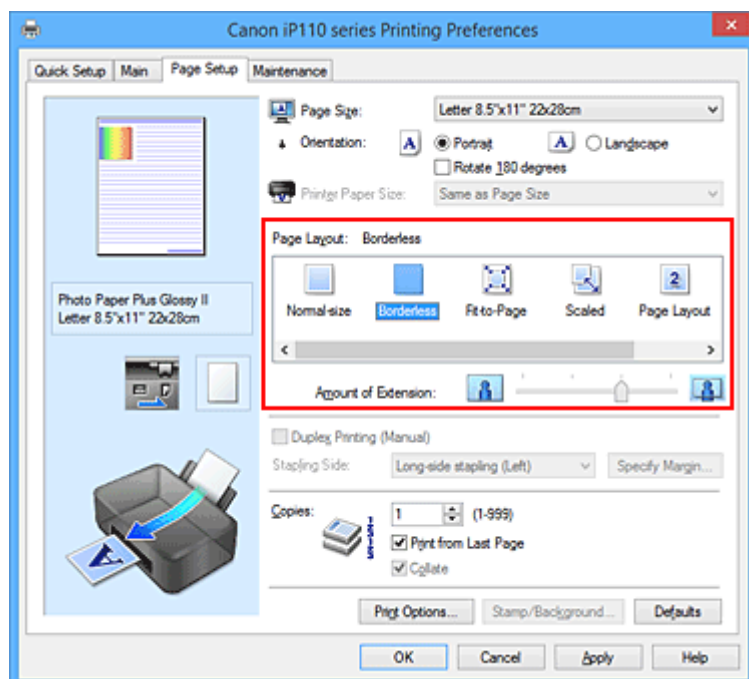 Canon iP110 series Printing Preferences
Quick Setup Main Page Setup Maintenance
Page Size: Letter 8.5"x11" 22x28cm
Orientation: A Portrait A Landscape
Rotate 180 degrees
Printer Paper Size: Same as Page Size
Page Layout: Borderless
2
Normal-size Borderless Fit-to-Page Scaled Page Layout
Photo Paper Plus Glossy II
Letter 8.5"x11" 22x28cm
Amount of Extension:
Duplex Printing (Manual)
Stapling Side: Long-side stapling (Left) Specify Margin...
Copies: 1 (1-999)
Print from Last Page
Collate
A
Print Options... Stamp/Background... Defaults
OK Cancel Apply Help